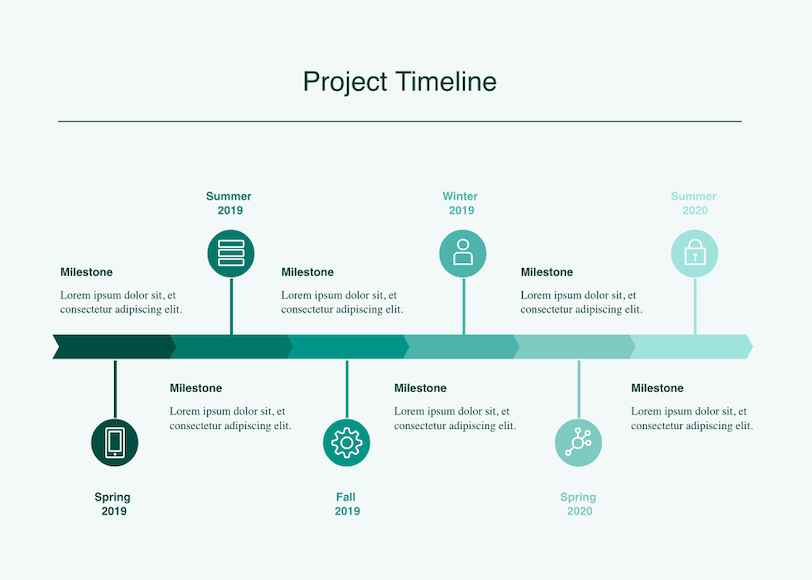 Project Timeline
Summer
2019
Winter
2019
Summer
2020
Milestone
Lorem ipsum dolor sit, et
consectetur adipiscing elit.
Milestone
Lorem ipsum dolor sit, et
consectetur adipiscing elit.
Milestone
Lorem ipsum dolor sit, et
consectetur adipiscing elit.
Milestone
Lorem ipsum dolor sit, et
consectetur adipiscing elit.
Milestone
Lorem ipsum dolor sit, et
consectetur adipiscing elit.
Milestone
Lorem ipsum dolor sit, et
consectetur adipiscing elit.
Spring
2019
Fall
2019
Spring
2020